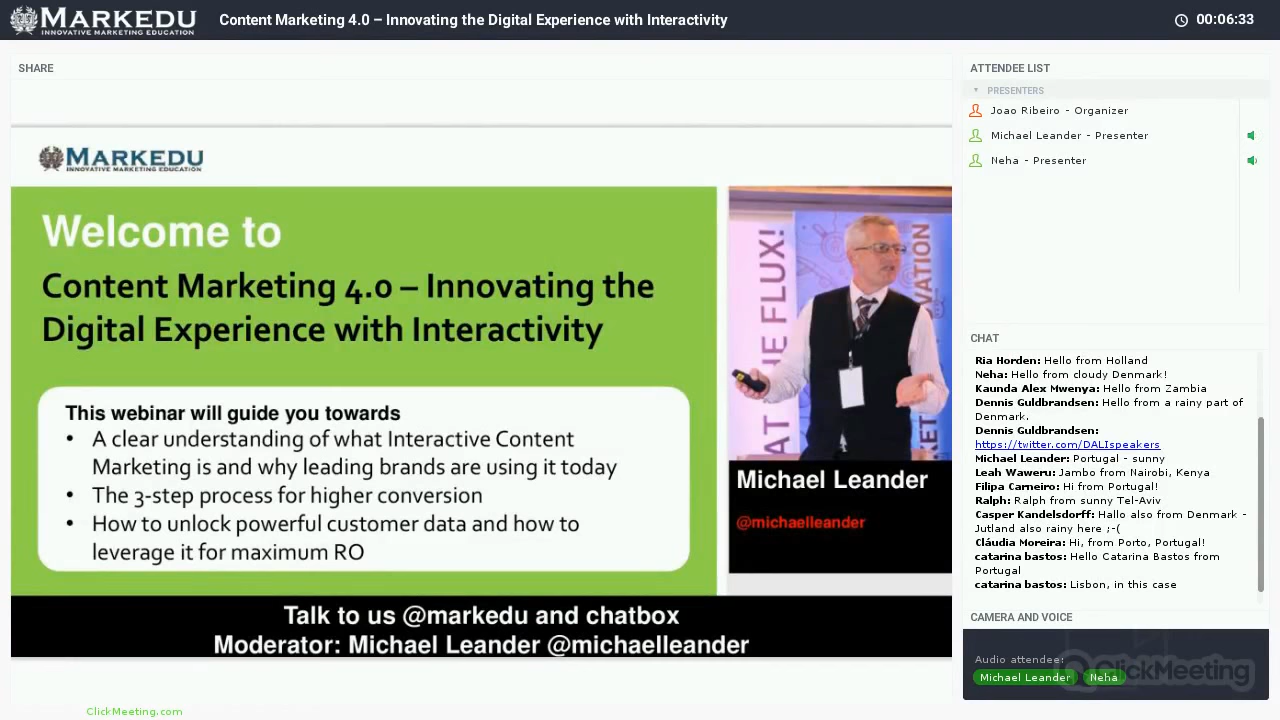 MARKEDU
INNOVATIVE MARKETING EDUCATION
Content Marketing 4.0 – Innovating the Digital Experience with Interactivity
00:06:33
SHARE
MARKEDU
INNOVATIVE MARKETING EDUCATION
Welcome to
Content Marketing 4.0 – Innovating the
Digital Experience with Interactivity
This webinar will guide you towards
• A clear understanding of what Interactive Content
Marketing is and why leading brands are using it today
• The 3-step process for higher conversion
• How to unlock powerful customer data and how to
leverage it for maximum RO
AT
HE FLUX!
KET
OVATION
Michael Leander
@michaelleander
Talk to us @markedu and chatbox
Moderator: Michael Leander @michaelleander
ClickMeeting.com
ATTENDEE LIST
PRESENTERS
Joao Ribeiro - Organizer
Michael Leander - Presenter
Neha - Presenter
CHAT
Ria Horden: Hello from Holland
Neha: Hello from cloudy Denmark!
Kaunda Alex Mwenya: Hello from Zambia
Dennis Guldbrandsen: Hello from a rainy part of
Denmark.
Dennis Guldbrandsen:
https://twitter.com/DALIspeakers
Michael Leander: Portugal - sunny
Leah Waweru: Jambo from Nairobi, Kenya
Filipa Carneiro: Hi from Portugal!
Ralph: Ralph from sunny Tel-Aviv
Casper Kandelsdorff: Hallo also from Denmark -
Jutland also rainy here ;-(
Cláudia Moreira: Hi, from Porto, Portugal!
catarina bastos: Hello Catarina Bastos from
Portugal
catarina bastos: Lisbon, in this case
CAMERA AND VOICE
Audio attendee:
ClickMeeting
Michael Leander Neha